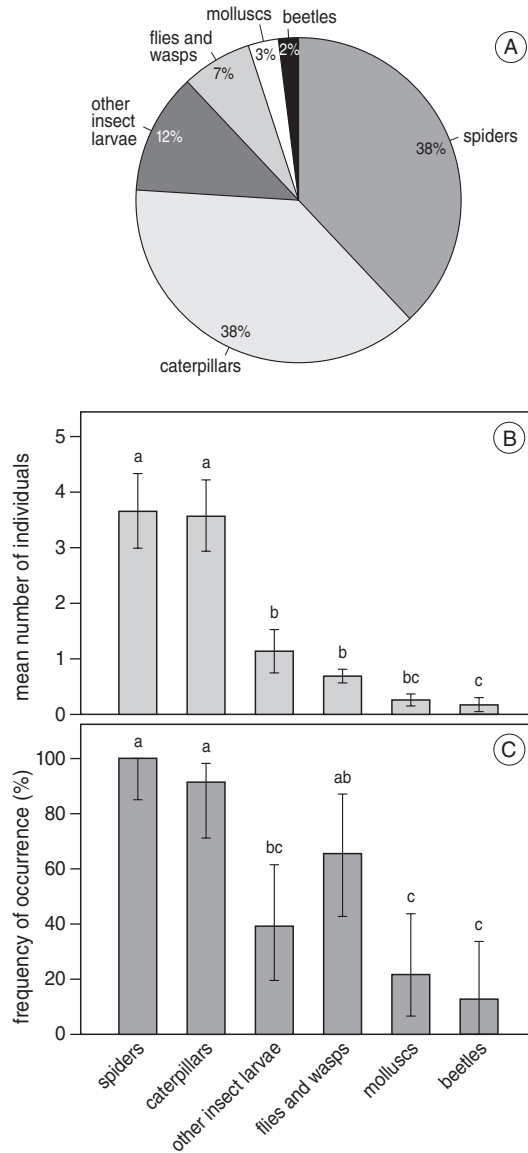 molluscs
beetles
flies and
wasps
3%
2%
A
7%
other
insect
larvae
12%
38%
spiders
38%
caterpillars
B
mean number of individuals
5
4
3
2
1
0
a
a
b
b
bc
c
C
frequency of occurrence (%)
100
80
60
40
20
0
a
a
bc
ab
c
c
spiders
caterpillars
other insect larvae
flies and wasps
molluscs
beetles